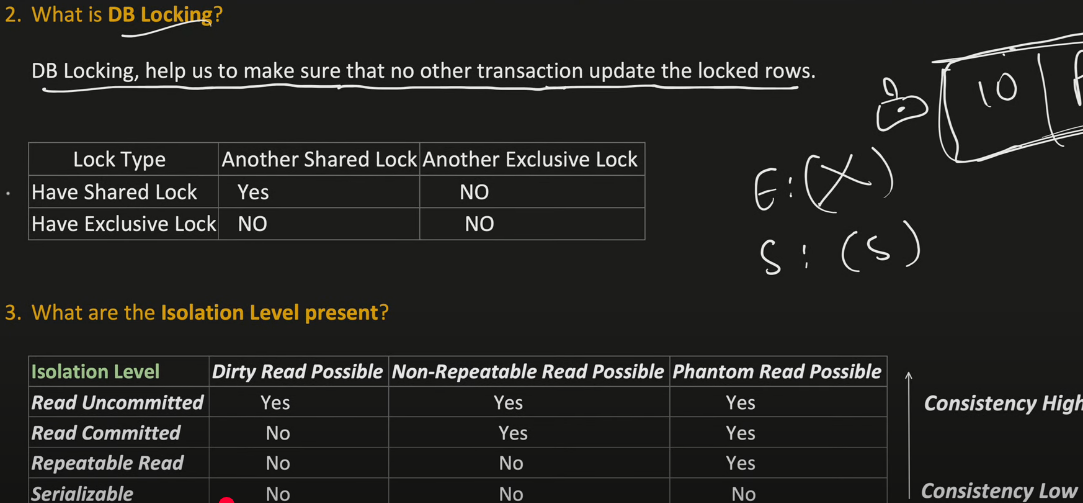 2. What is DB Locking?
DB Locking, help us to make sure that no other transaction update the locked rows.
10
Lock Type Another Shared Lock Another Exclusive Lock
Have Shared Lock Yes NO
Have Exclusive Lock NO NO
E: (X)
S: (S)
3. What are the Isolation Level present?
Isolation Level Dirty Read Possible Non-Repeatable Read Possible Phantom Read Possible
Read Uncommitted Yes Yes Yes
Consistency High
Read Committed No Yes Yes
Repeatable Read No No Yes
Serializable No No No
Consistency Low